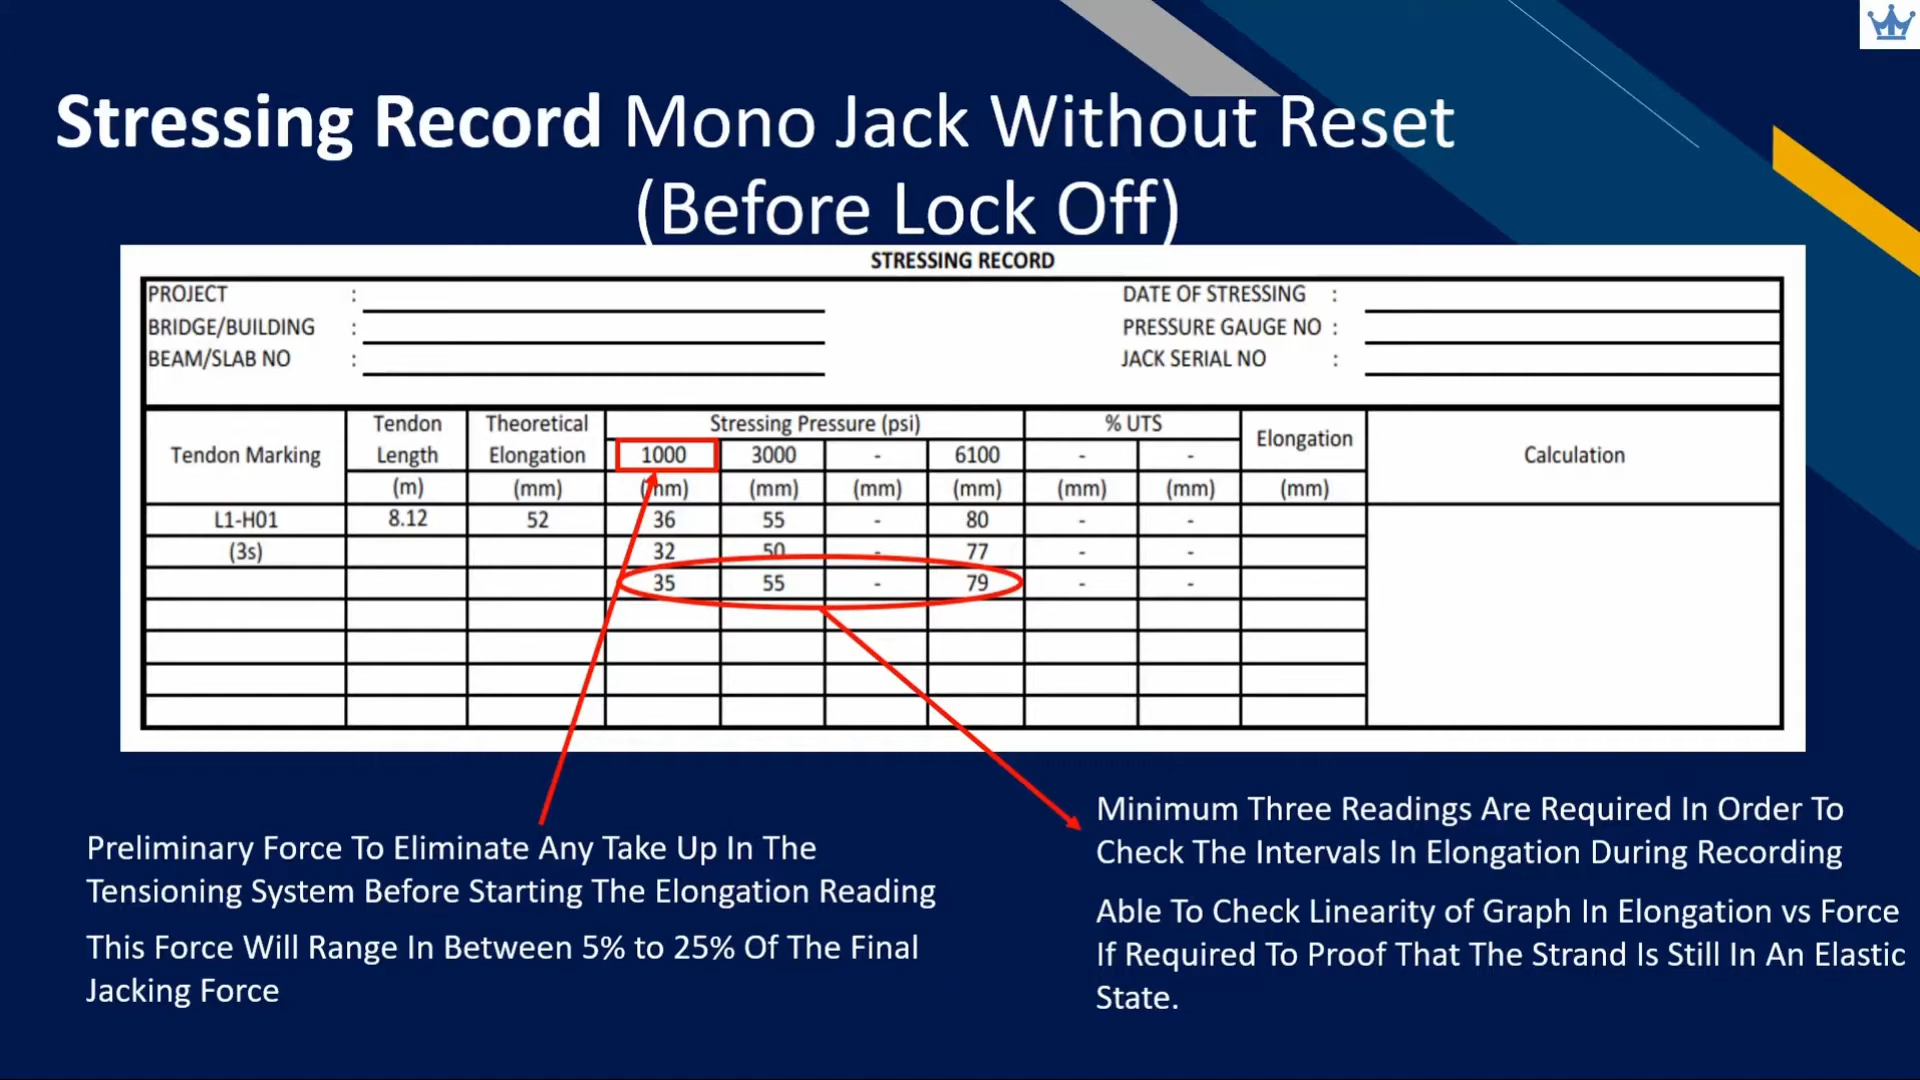 Stressing Record Mono Jack Without Reset
(Before Lock Off)
STRESSING RECORD
PROJECT :
DATE OF STRESSING :
BRIDGE/BUILDING :
PRESSURE GAUGE NO :
BEAM/SLAB NO :
JACK SERIAL NO :
Tendon Marking Tendon Length Theoretical Elongation Stressing Pressure (psi) % UTS Elongation Calculation
1000 3000 - 6100 - -
(m) (mm) (mm) (mm) (mm) (mm) (mm) (mm) (mm)
L1-H01 8.12 52 36 55 - 80 - -
(3s) 32 50 - 77 - -
35 55 - 79 - -
Preliminary Force To Eliminate Any Take Up In The
Tensioning System Before Starting The Elongation Reading
This Force Will Range In Between 5% to 25% Of The Final
Jacking Force
Minimum Three Readings Are Required In Order To
Check The Intervals In Elongation During Recording
Able To Check Linearity of Graph In Elongation vs Force
If Required To Proof That The Strand Is Still In An Elastic
State.